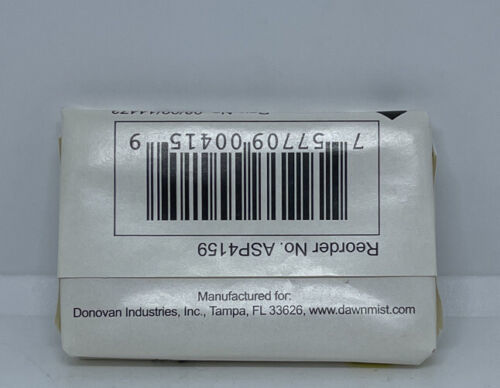 Reorder No. ASP4159
7 57709 00415 9
Manufactured for:
Donovan Industries, Inc., Tampa, FL 33626, www.dawnmist.com